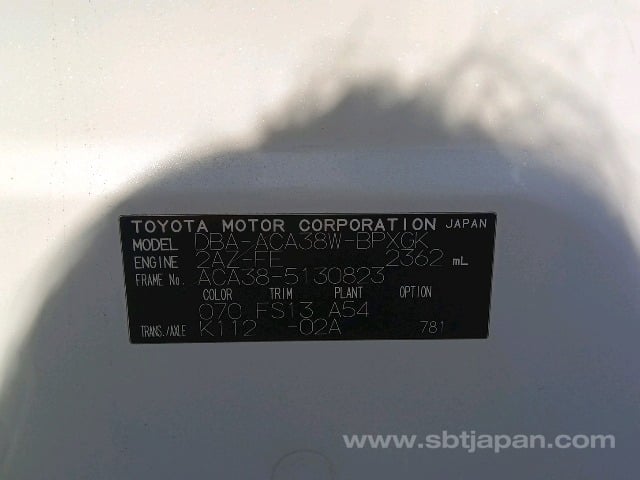 TOYOTA MOTOR CORPORATION JAPAN
MODEL DBA-ACA38W-BPXGK
ENGINE 2AZ-FE 2362 mL
FRAME No. ACA38-5130823
COLOR TRIM PLANT OPTION
070 FS13 A54
TRANS./AXLE K112 -02A 781
www.sbtjapan.com